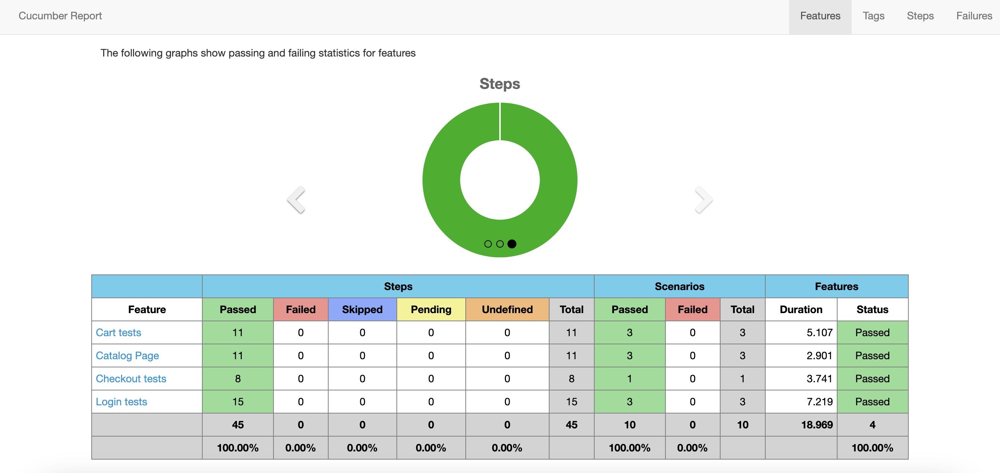 Cucumber Report Features Tags Steps Failures
The following graphs show passing and failing statistics for features
Steps
Steps Scenarios Features
Feature Passed Failed Skipped Pending Undefined Total Passed Failed Total Duration Status
Cart tests 11 0 0 0 0 11 3 0 3 5.107 Passed
Catalog Page 11 0 0 0 0 11 3 0 3 2.901 Passed
Checkout tests 8 0 0 0 0 8 1 0 1 3.741 Passed
Login tests 15 0 0 0 0 15 3 0 3 7.219 Passed
45 0 0 0 0 45 10 0 10 18.969 4
100.00% 0.00% 0.00% 0.00% 0.00% 100.00% 0.00% 100.00%